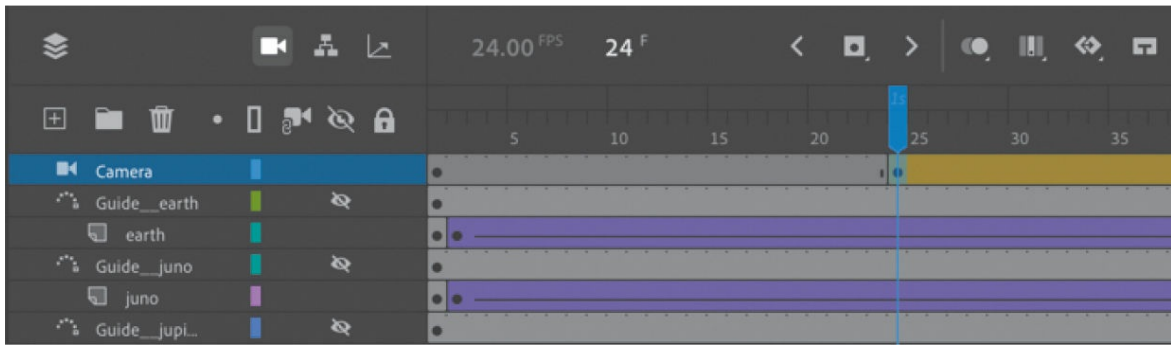 24.00 FPS 24 F
1s
5 10 15 20 25 30 35
Camera
Guide__earth
earth
Guide__juno
juno
Guide__jupi...